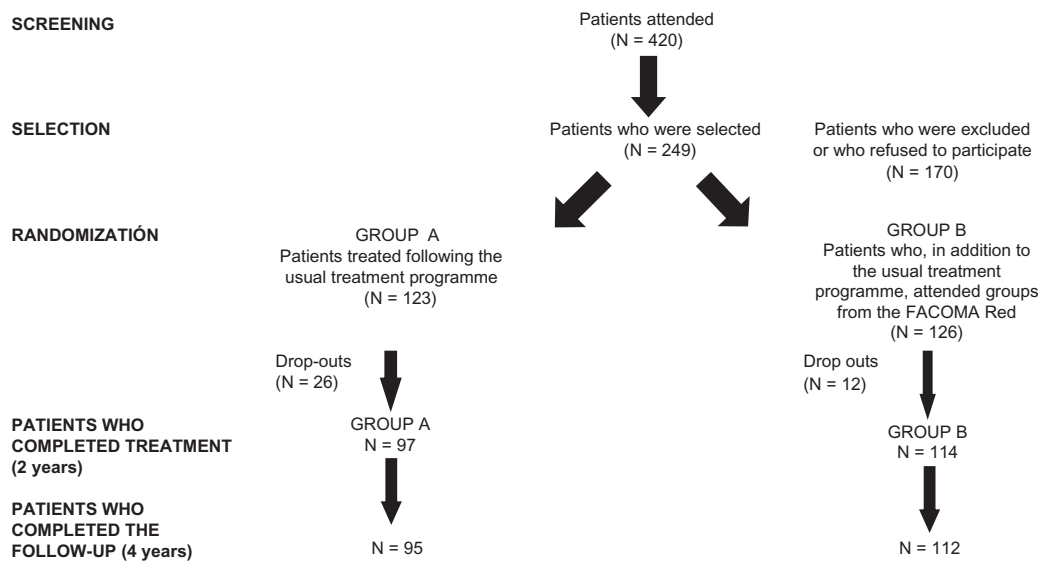 SCREENING
Patients attended
(N = 420)
SELECTION
Patients who were selected
(N = 249)
Patients who were excluded
or who refused to participate
(N = 170)
RANDOMIZATIÓN
GROUP A
Patients treated following the
usual treatment programme
(N = 123)
GROUP B
Patients who, in addition to
the usual treatment
programme, attended groups
from the FACOMA Red
(N = 126)
Drop-outs
(N = 26)
Drop outs
(N = 12)
PATIENTS WHO
COMPLETED TREATMENT
(2 years)
GROUP A
N = 97
GROUP B
N = 114
PATIENTS WHO
COMPLETED THE
FOLLOW-UP (4 years)
N = 95
N = 112